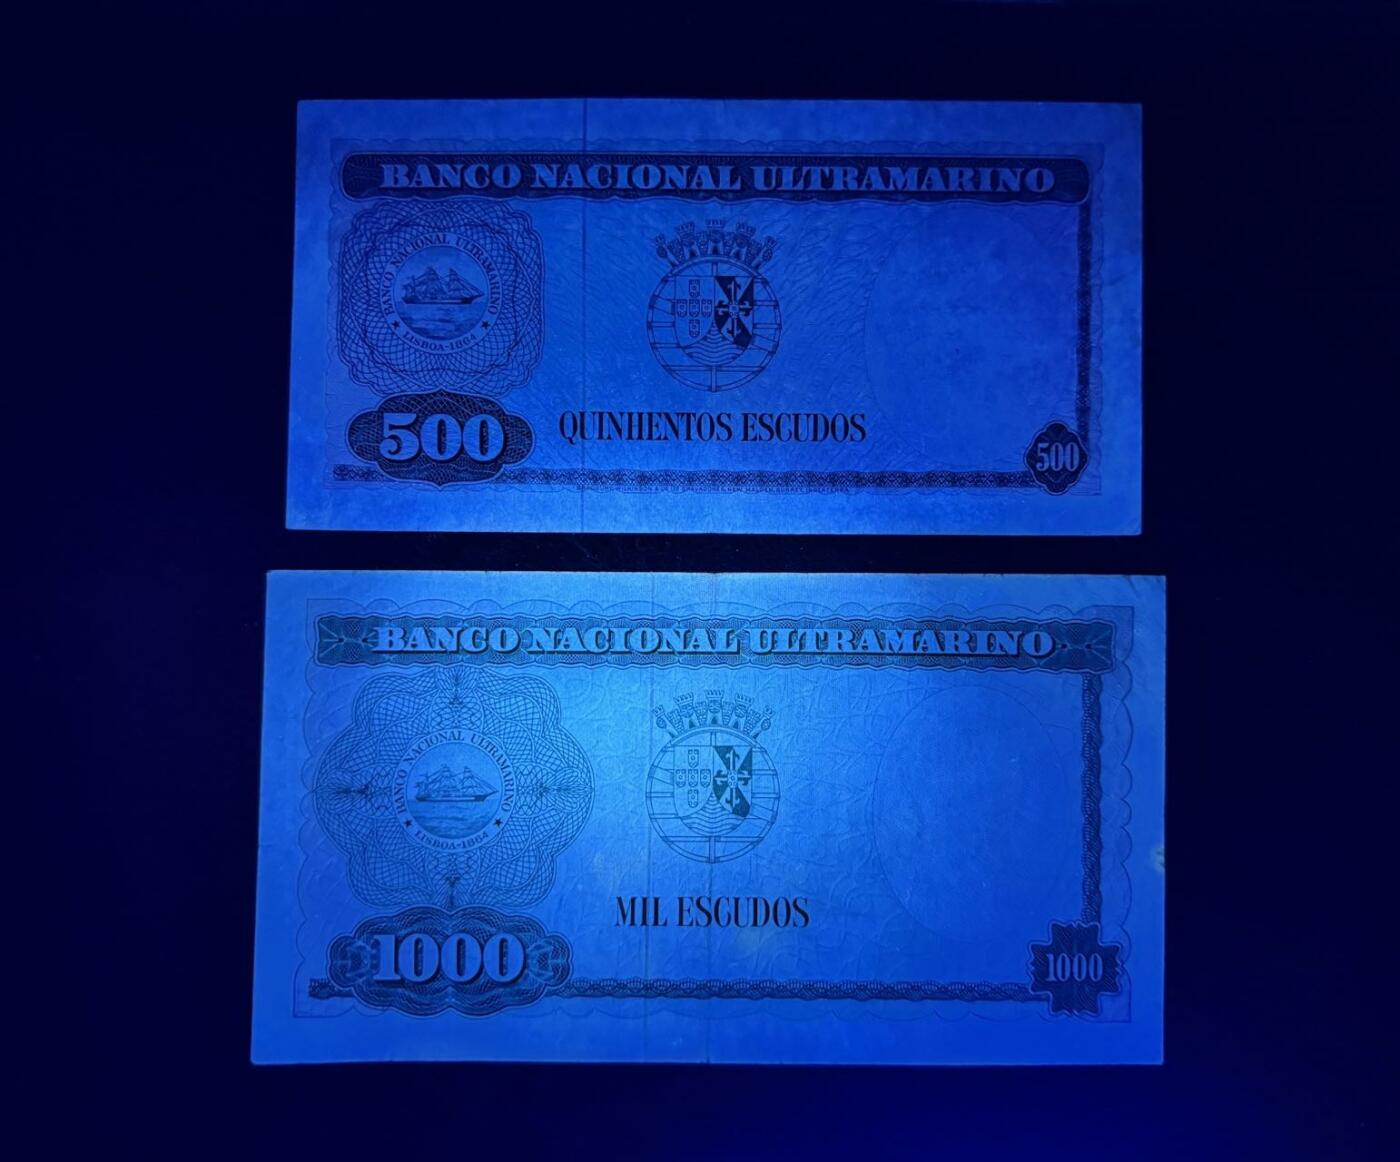 BANCO NACIONAL ULTRAMARINO
BANCO NACIONAL ULTRAMARINO
LISBOA-1864
500
QUINHENTOS ESCUDOS
500
BANCO NACIONAL ULTRAMARINO
BANCO NACIONAL ULTRAMARINO
LISBOA-1864
MIL ESCUDOS
1000
1000